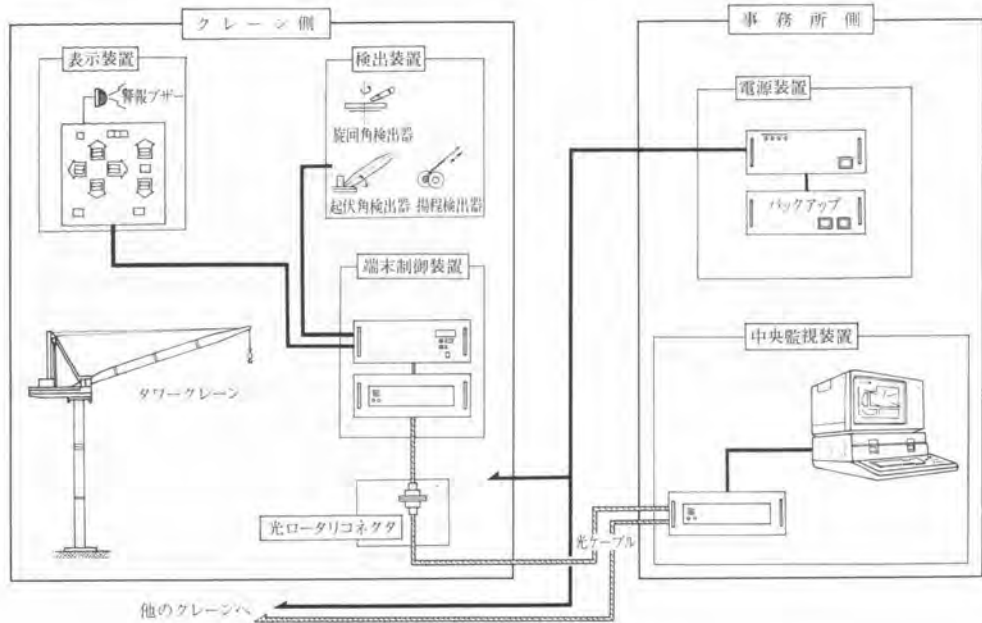 クレーン側
表示装置
警報ブザー
検出装置
旋回角検出器
起伏角検出器
揚程検出器
端末制御装置
タワークレーン
光ロータリコネクタ
他のクレーンへ
事務所側
電源装置
バックアップ
中央監視装置
光ケーブル